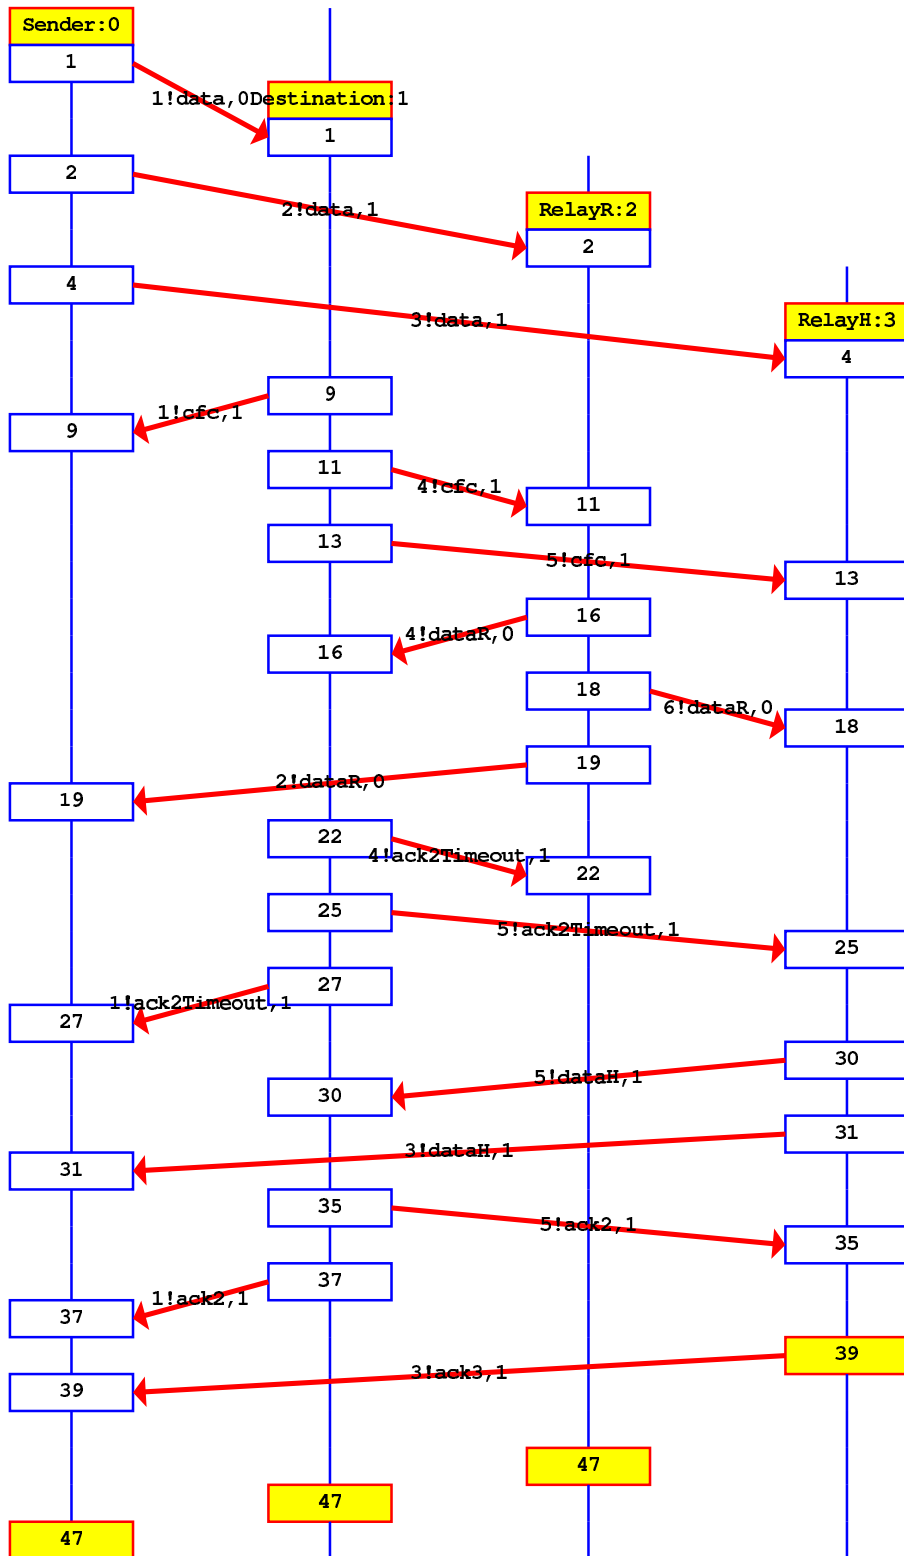 Sender:0
1
1!data,0Destination:1
1
2
2!data,1
RelayR:2
2
4
3!data,1
RelayH:3
4
9
1!cfc,1
9
11
4!cfc,1
11
13
5!cfc,1
13
16
4!dataR,0
16
18
6!dataR,0
18
19
2!dataR,0
19
22
4!ack2Timeout,1
22
25
5!ack2Timeout,1
25
27
1!ack2Timeout,1
27
30
5!dataH,1
30
31
3!dataH,1
31
35
5!ack2,1
35
37
1!ack2,1
37
39
3!ack3,1
39
47
47
47